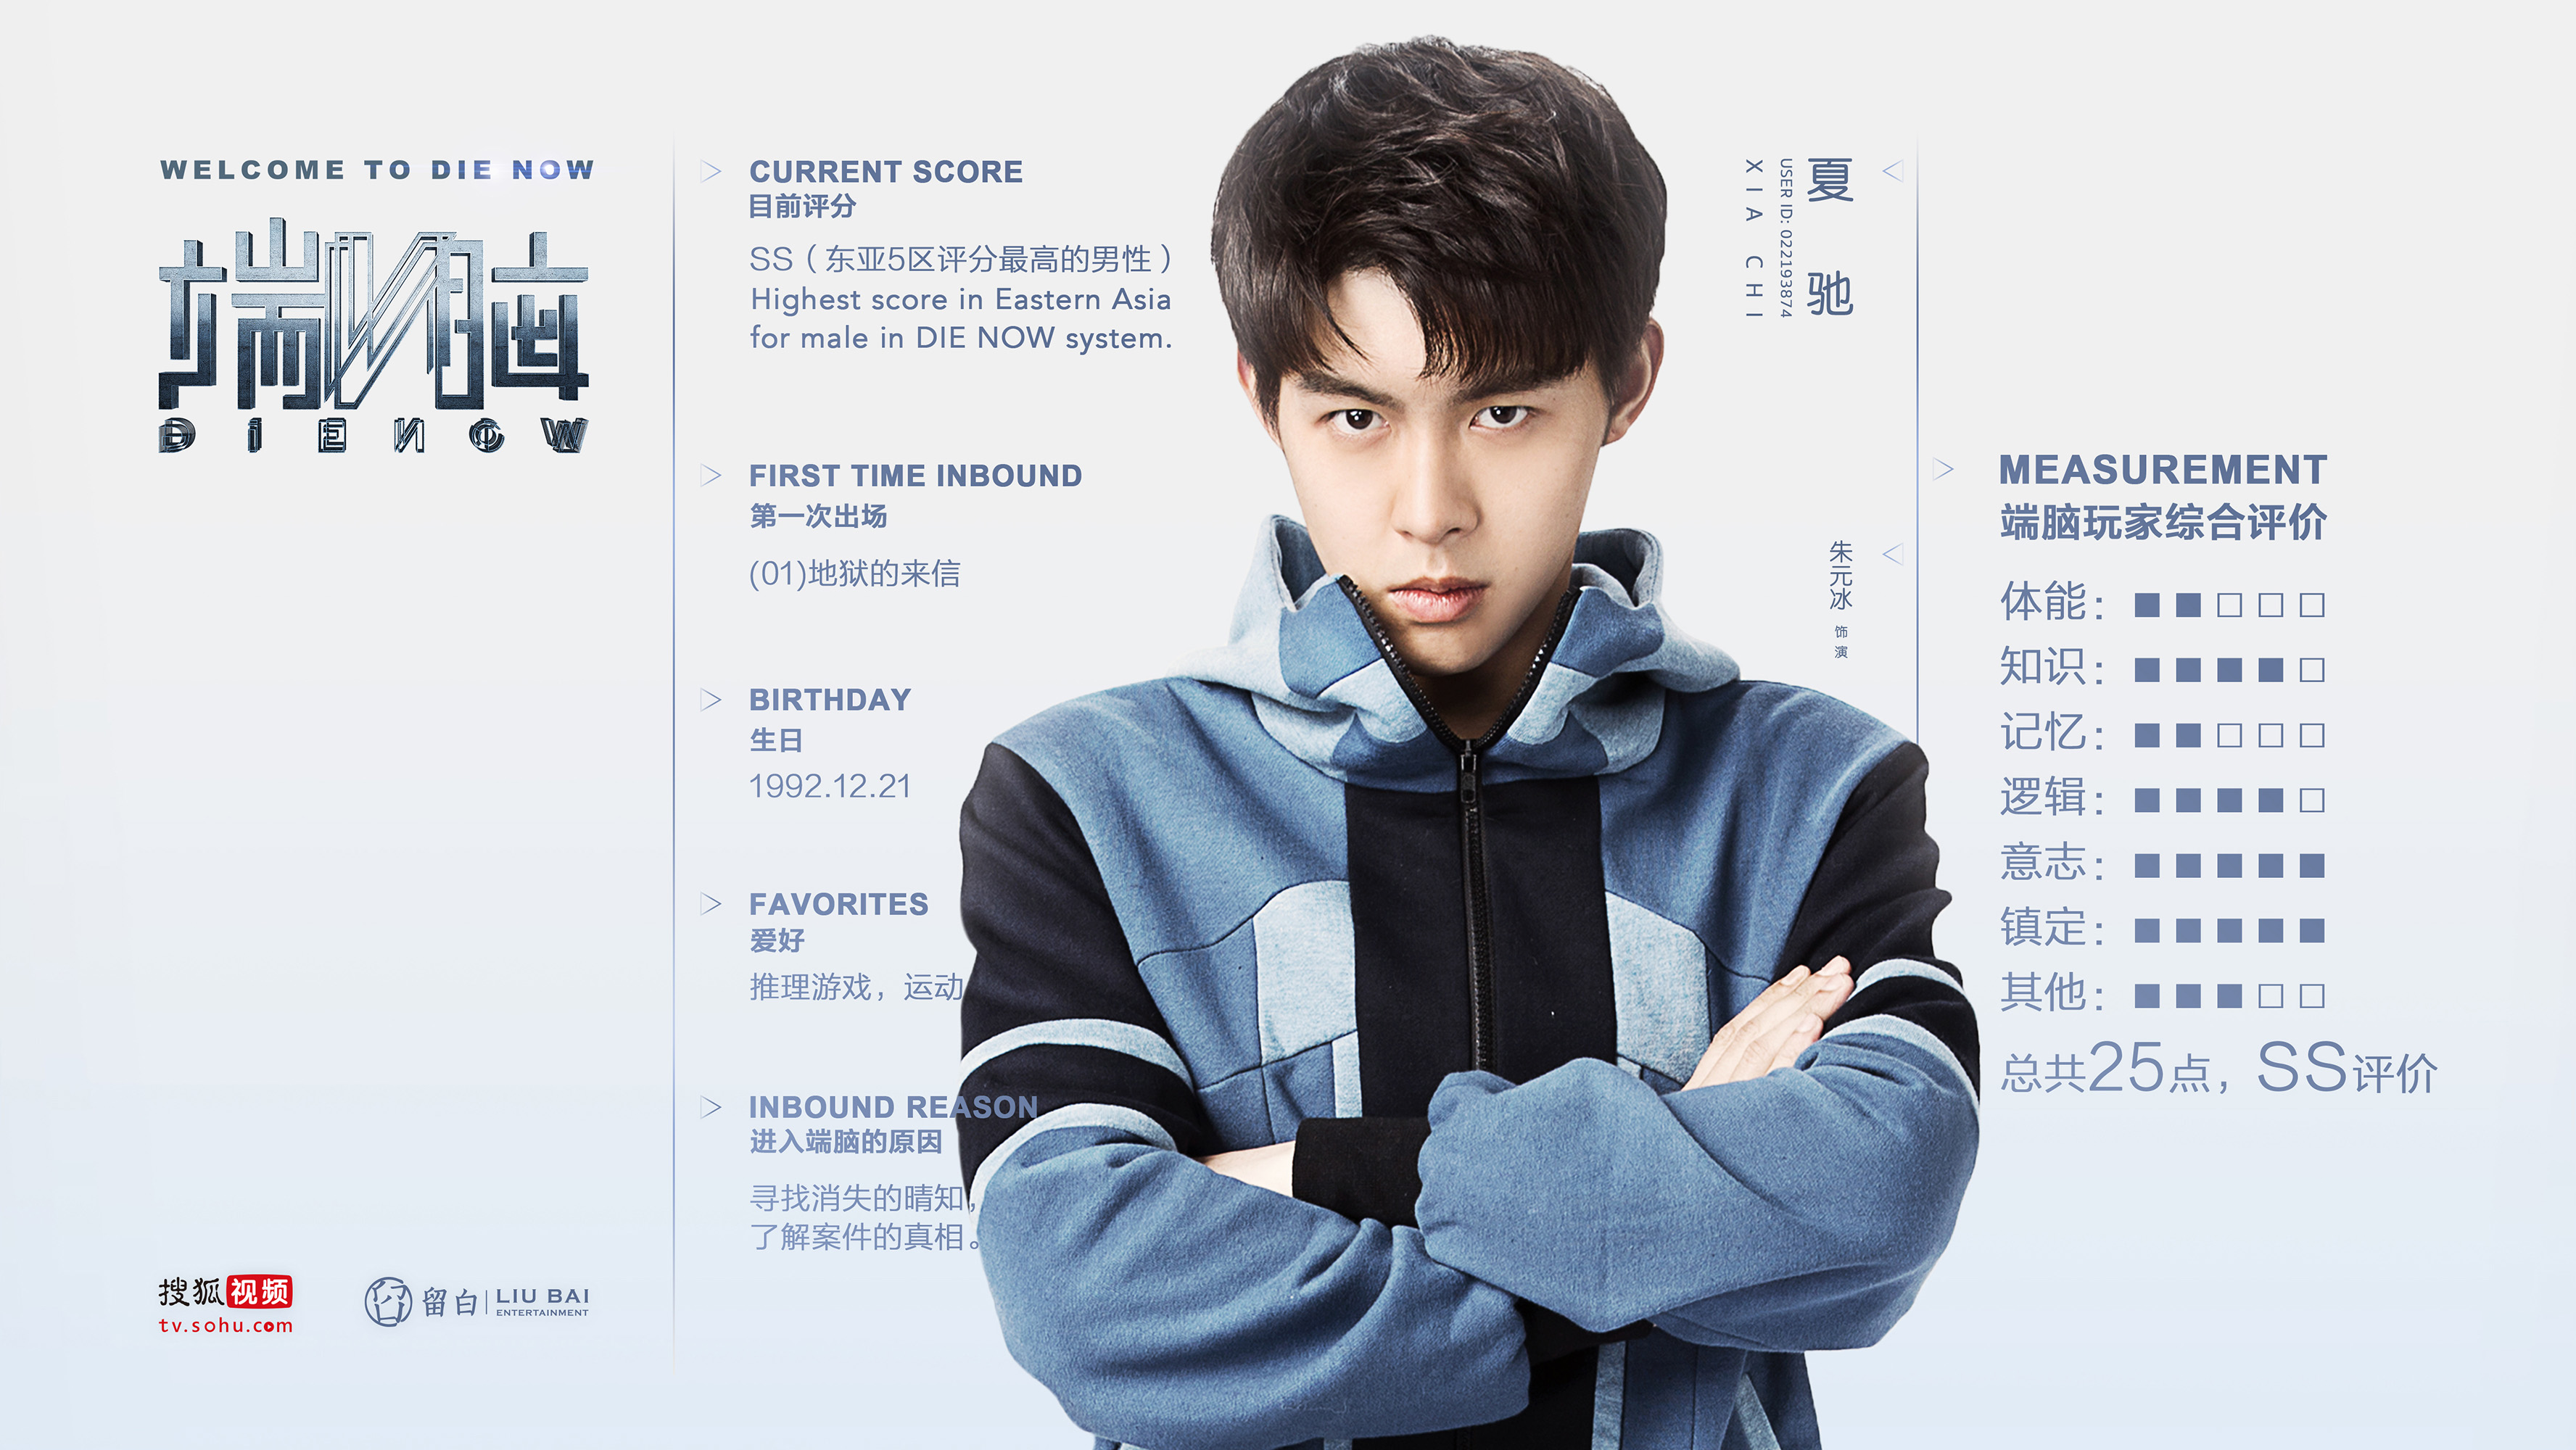 WELCOME TO DIE NOW
端脑
DIE NOW
CURRENT SCORE
目前评分
SS（东亚5区评分最高的男性）
Highest score in Eastern Asia
for male in DIE NOW system.
FIRST TIME INBOUND
第一次出场
(01)地狱的来信
BIRTHDAY
生日
1992.12.21
FAVORITES
爱好
推理游戏，运动
INBOUND REASON
进入端脑的原因
寻找消失的晴知，
了解案件的真相。
夏驰
USER ID: 022193874
XIA CHI
朱元冰 饰演
MEASUREMENT
端脑玩家综合评价
体能：■■□□□
知识：■■■■□
记忆：■■□□□
逻辑：■■■■□
意志：■■■■■
镇定：■■■■■
其他：■■■□□
总共25点，SS评价
搜狐视频
tv.sohu.com
留白
LIU BAI
ENTERTAINMENT